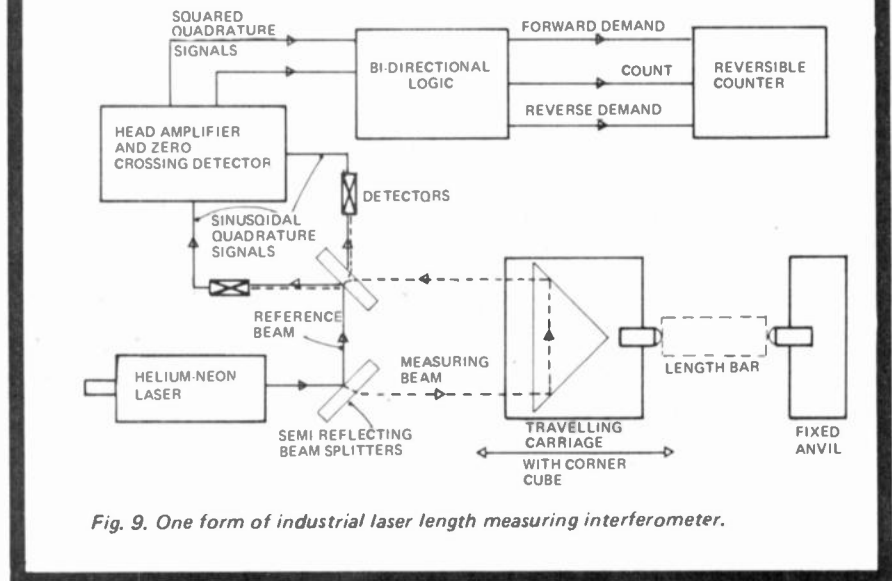 SQUARED
QUADRATURE
SIGNALS
BI-DIRECTIONAL
LOGIC
FORWARD DEMAND
COUNT
REVERSE DEMAND
REVERSIBLE
COUNTER
HEAD AMPLIFIER
AND ZERO
CROSSING DETECTOR
DETECTORS
SINUSOIDAL
QUADRATURE
SIGNALS
REFERENCE
BEAM
MEASURING
BEAM
HELIUM-NEON
LASER
SEMI REFLECTING
BEAM SPLITTERS
TRAVELLING
CARRIAGE
WITH CORNER
CUBE
LENGTH BAR
FIXED
ANVIL
Fig. 9. One form of industrial laser length measuring interferometer.